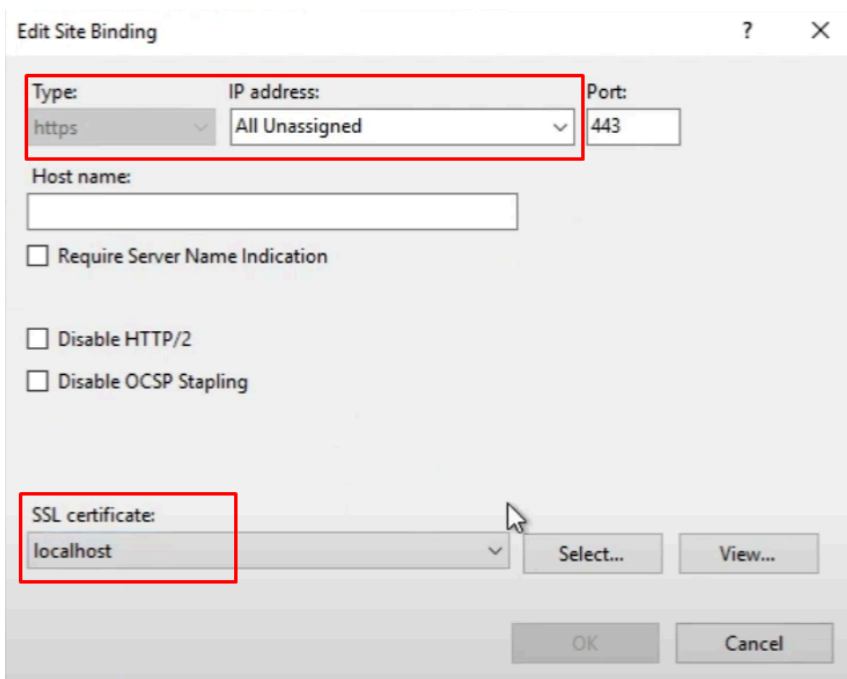 Edit Site Binding ? X
Type: IP address: Port:
https All Unassigned 443
Host name:
Require Server Name Indication
Disable HTTP/2
Disable OCSP Stapling
SSL certificate:
localhost Select... View...
OK Cancel